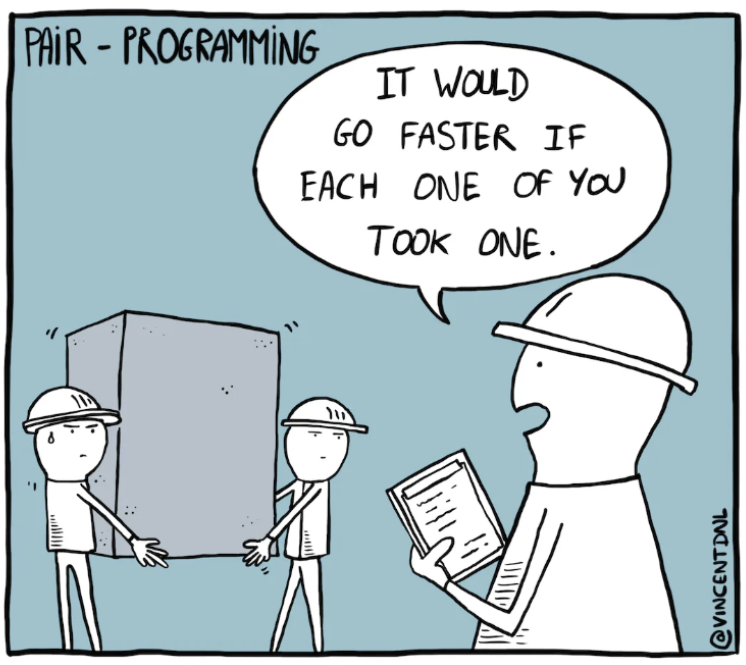 PAIR - PROGRAMMING
IT WOULD
GO FASTER IF
EACH ONE OF YOU
TOOK ONE.
@VINCENTDNL